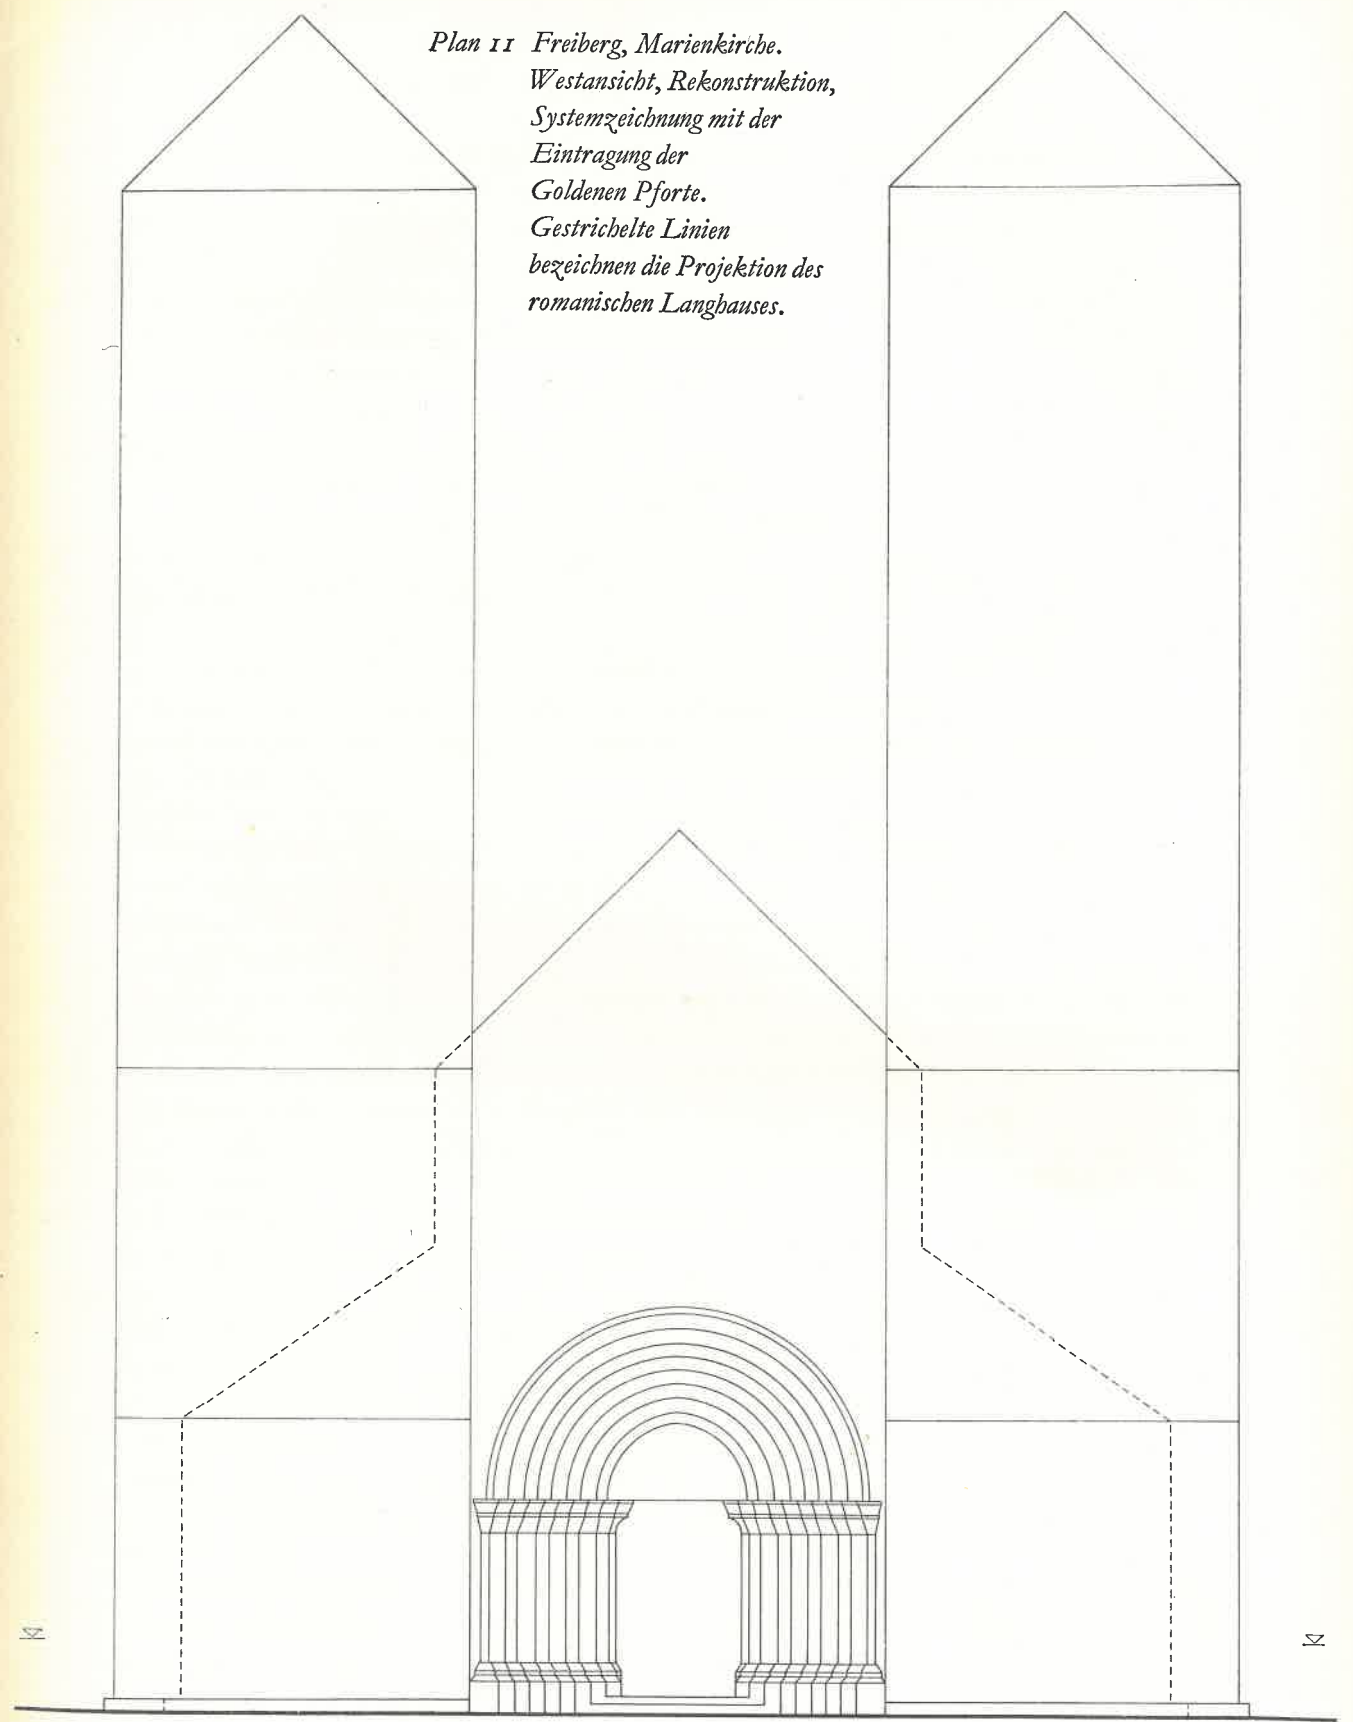 Plan 11 Freiberg, Marienkirche.
Westansicht, Rekonstruktion,
Systemzeichnung mit der
Eintragung der
Goldenen Pforte.
Gestrichelte Linien
bezeichnen die Projektion des
romanischen Langhauses.